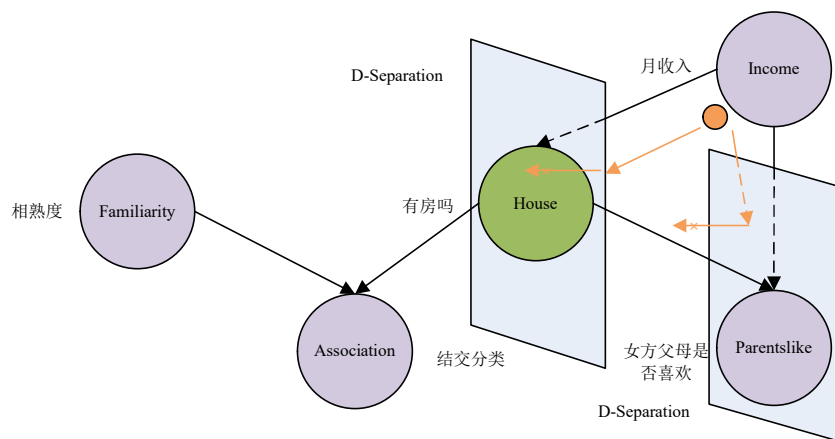 D-Separation
月收入
Income
相熟度
Familiarity
有房吗
House
Association
结交分类
女方父母是
否喜欢
Parentslike
D-Separation